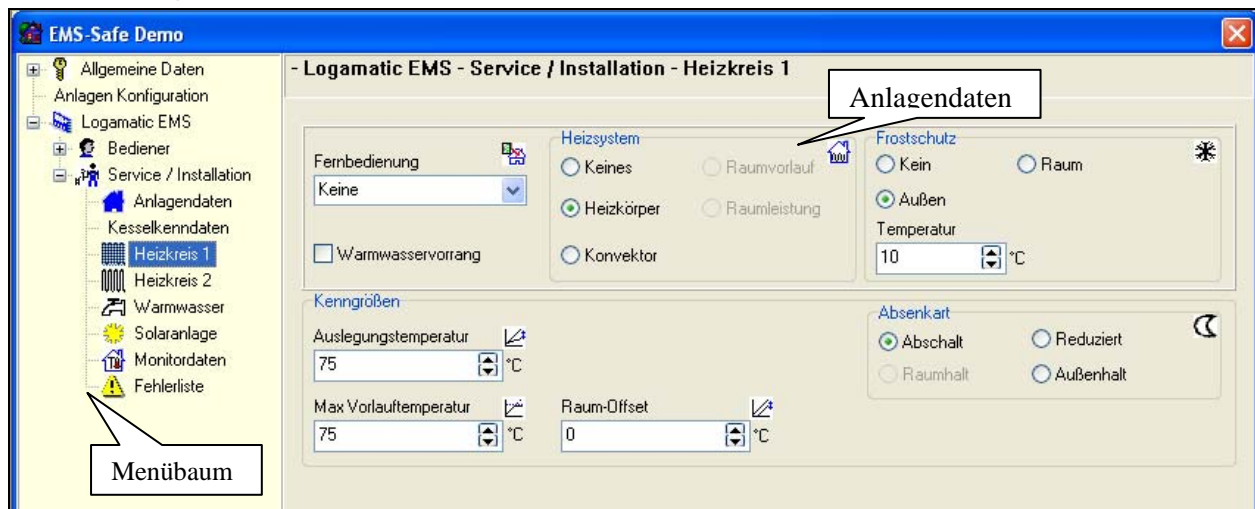 EMS-Safe Demo
Allgemeine Daten
Anlagen Konfiguration
Logamatic EMS
Bediener
Service / Installation
Anlagendaten
Kesselkenndaten
Heizkreis 1
Heizkreis 2
Warmwasser
Solaranlage
Monitordaten
Fehlerliste
Menübaum
- Logamatic EMS - Service / Installation - Heizkreis 1
Anlagendaten
Fernbedienung
Keine
Warmwasservorrang
Heizsystem
Keines
Raumvorlauf
Heizkörper
Raumleistung
Konvektor
Frostschutz
Kein
Raum
Außen
Temperatur
10 °C
Kenngrößen
Auslegungstemperatur
75 °C
Max Vorlauftemperatur
75 °C
Raum-Offset
0 °C
Absenkart
Abschalt
Reduziert
Raumhalt
Außenhalt